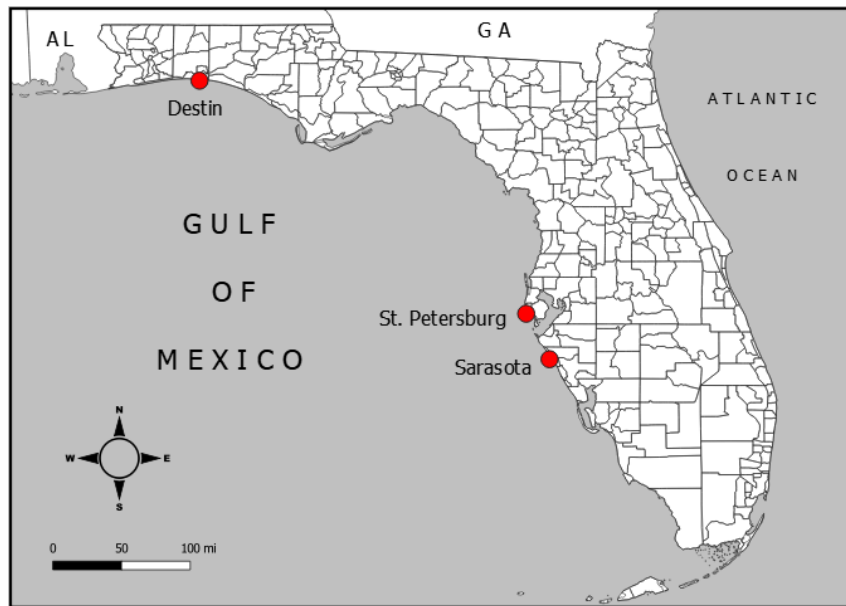 AL
GA
Destin
ATLANTIC
OCEAN
GULF
OF
MEXICO
St. Petersburg
Sarasota
N
W E
S
0 50 100 mi